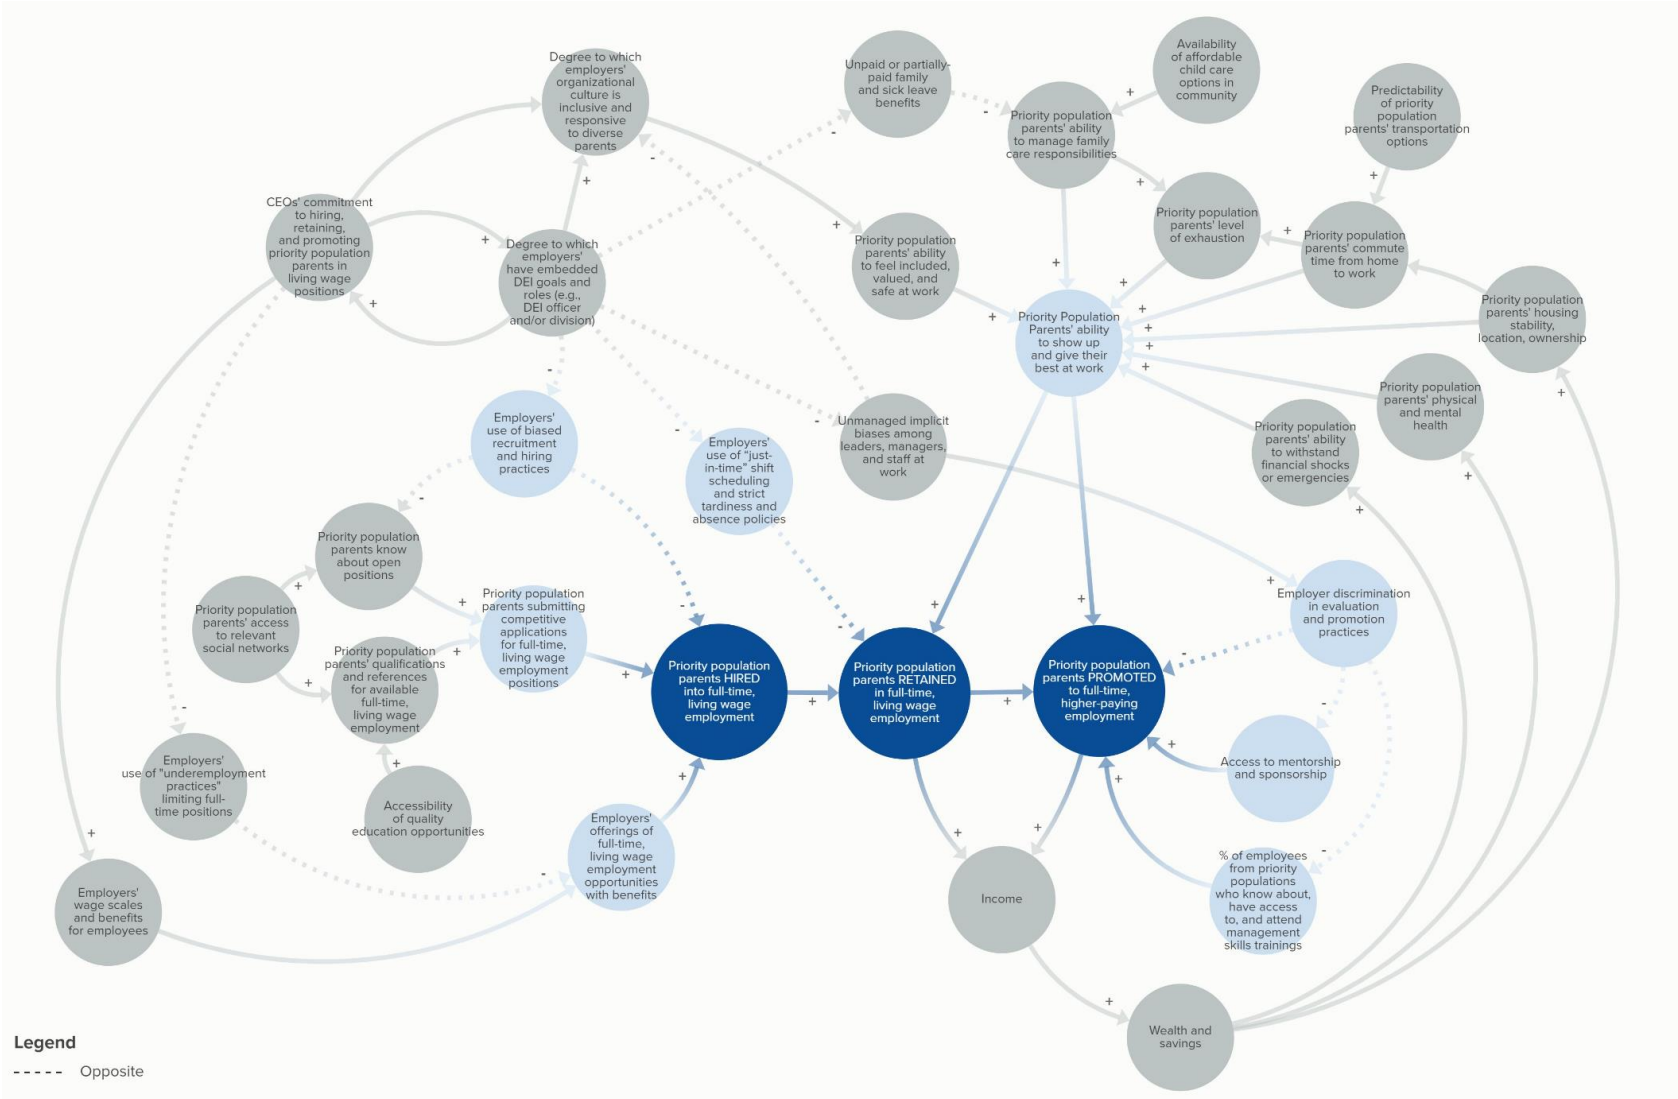 Degree to which
employers'
organizational
culture is
inclusive and
responsive
to diverse
parents
Unpaid or partially-
paid family
and sick leave
benefits
Availability
of affordable
child care
options in
community
Predictability
of priority
population
parents' transportation
options
Priority population
parents' ability
to manage family
care responsibilities
CEOs' commitment
to hiring,
retaining,
and promoting
priority population
parents in
living wage
positions
Degree to which
employers'
have embedded
DEI goals and
roles (e.g.,
DEI officer
and/or division)
Priority population
parents' ability
to feel included,
valued, and
safe at work
Priority population
parents' level
of exhaustion
Priority population
parents' commute
time from home
to work
Priority population
parents' housing
stability,
location, ownership
Priority Population
Parents' ability
to show up
and give their
best at work
Priority population
parents' physical
and mental
health
Employers'
use of biased
recruitment
and hiring
practices
Employers'
use of "just-
in-time" shift
scheduling
and strict
tardiness and
absence policies
Unmanaged implicit
biases among
leaders, managers,
and staff at
work
Priority population
parents' ability
to withstand
financial shocks
or emergencies
Priority population
parents know
about open
positions
Priority population
parents' access
to relevant
social networks
Priority population
parents submitting
competitive
applications
for full-time,
living wage
employment
positions
Priority population
parents' qualifications
and references
for available
full-time,
living wage
employment
Priority population
parents HIRED
into full-time,
living wage
employment
Priority population
parents RETAINED
in full-time,
living wage
employment
Priority population
parents PROMOTED
to full-time,
higher-paying
employment
Employer discrimination
in evaluation
and promotion
practices
Access to mentorship
and sponsorship
Employers'
use of "underemployment
practices"
limiting full-
time positions
Accessibility
of quality
education opportunities
Employers'
offerings of
full-time,
living wage
employment
opportunities
with benefits
Employers'
wage scales
and benefits
for employees
Income
% of employees
from priority
populations
who know about,
have access
to, and attend
management
skills trainings
Wealth and
savings
Legend
----- Opposite